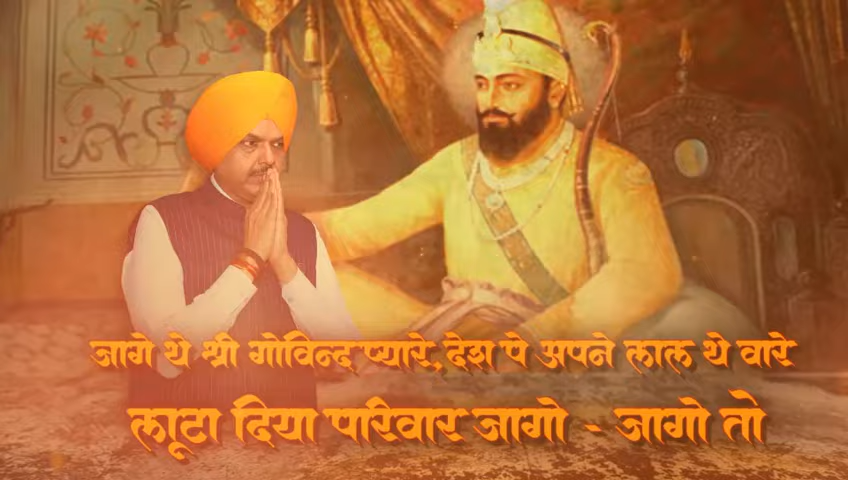 जागे थे श्री गोविन्द प्यारे, देश पे अपने लाल थे वारे
लूटा दिया परिवार जागो - जागो तो